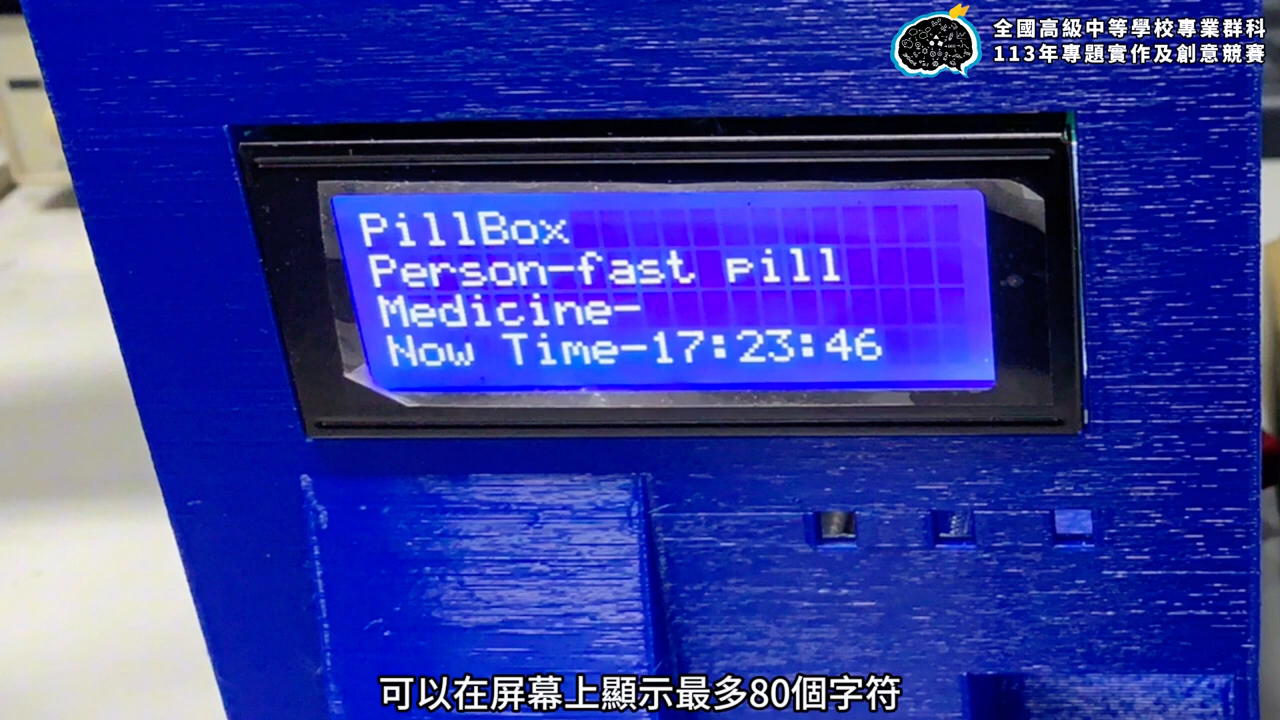 全國高級中等學校專業群科
113年專題實作及創意競賽
PillBox
Person-fast pill
Medicine-
Now Time-17:23:46
可以在屏幕上顯示最多80個字符